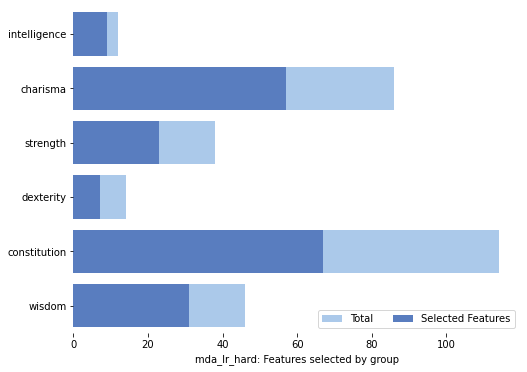 intelligence
charisma
strength
dexterity
constitution
wisdom
Total
Selected Features
0 20 40 60 80 100
mda_lr_hard: Features selected by group